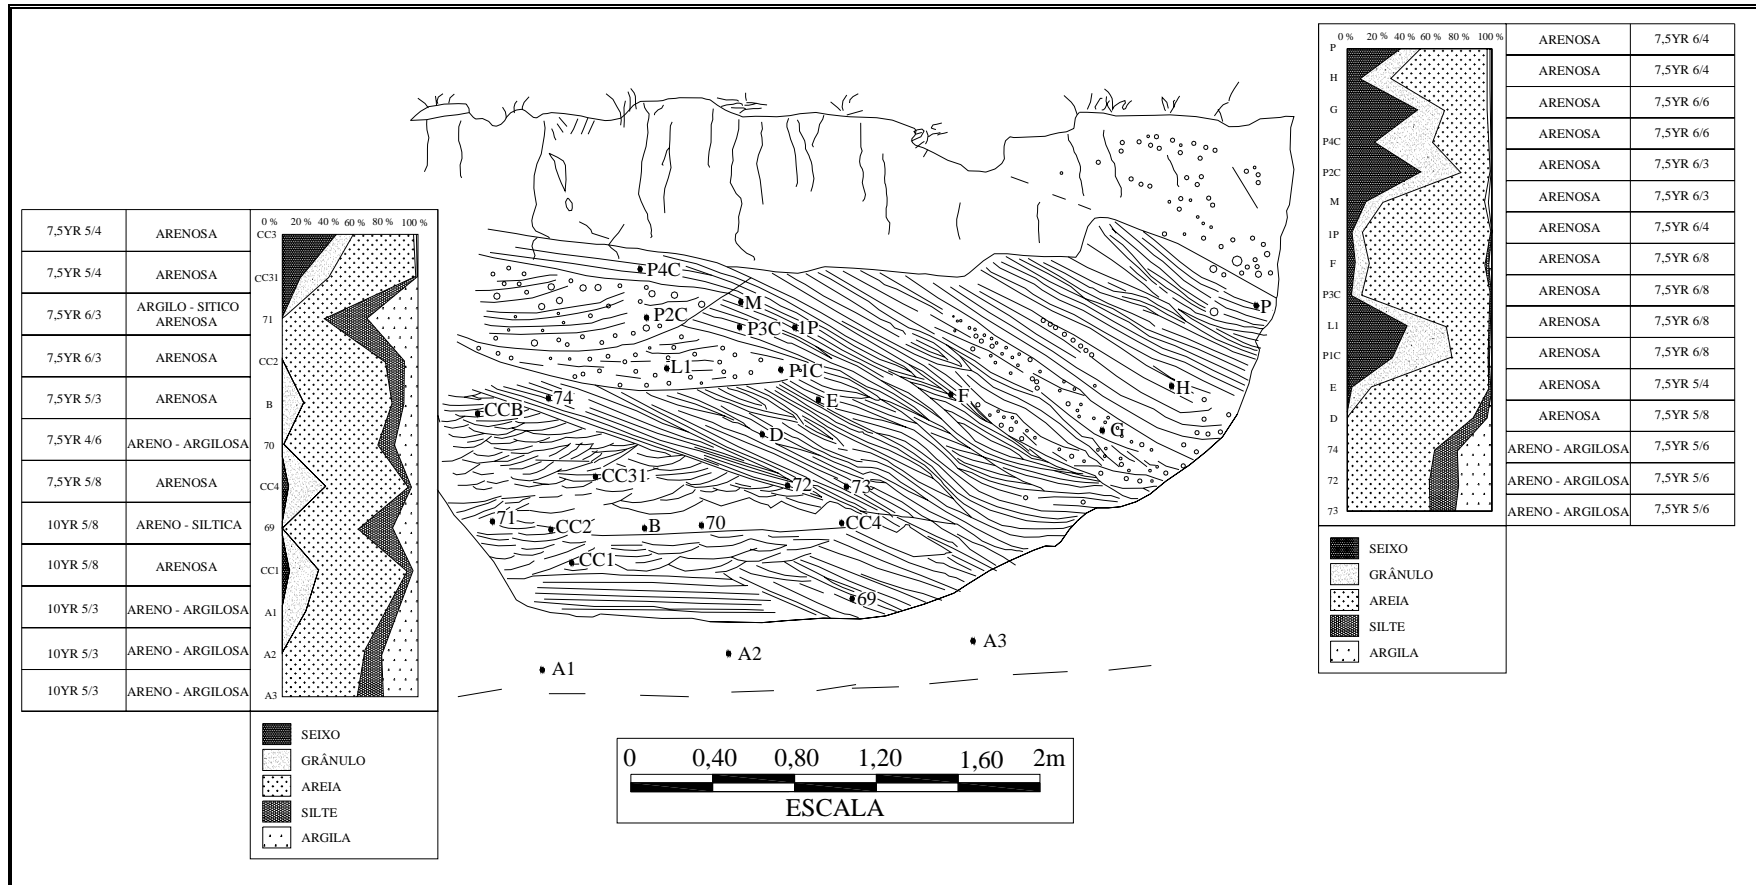 7,5YR 5/4 ARENOSA
7,5YR 5/4 ARENOSA
7,5YR 6/3 ARGILO - SITICO
ARENOSA
7,5YR 6/3 ARENOSA
7,5YR 5/3 ARENOSA
7,5YR 4/6 ARENO - ARGILOSA
7,5YR 5/8 ARENOSA
10YR 5/8 ARENO - SILTICA
10YR 5/8 ARENOSA
10YR 5/3 ARENO - ARGILOSA
10YR 5/3 ARENO - ARGILOSA
10YR 5/3 ARENO - ARGILOSA
0 % 20 % 40 % 60 % 80 % 100 %
CC3
CC31
71
CC2
B
70
CC4
69
CC1
A1
A2
A3
SEIXO
GRÂNULO
AREIA
SILTE
ARGILA
P4C
M
P2C
P3C 1P
P
L1
P1C
H
74
E
F
CCB
D
G
CC31
72
73
71
CC2
B
70
CC4
CC1
69
A3
A2
A1
0 0,40 0,80 1,20 1,60 2m
ESCALA
0 % 20 % 40 % 60 % 80 % 100 %
P
H
G
P4C
P2C
M
1P
F
P3C
L1
P1C
E
D
74
72
73
ARENOSA 7,5YR 6/4
ARENOSA 7,5YR 6/4
ARENOSA 7,5YR 6/6
ARENOSA 7,5YR 6/6
ARENOSA 7,5YR 6/3
ARENOSA 7,5YR 6/3
ARENOSA 7,5YR 6/4
ARENOSA 7,5YR 6/8
ARENOSA 7,5YR 6/8
ARENOSA 7,5YR 6/8
ARENOSA 7,5YR 6/8
ARENOSA 7,5YR 5/4
ARENOSA 7,5YR 5/8
ARENO - ARGILOSA 7,5YR 5/6
ARENO - ARGILOSA 7,5YR 5/6
ARENO - ARGILOSA 7,5YR 5/6
SEIXO
GRÂNULO
AREIA
SILTE
ARGILA